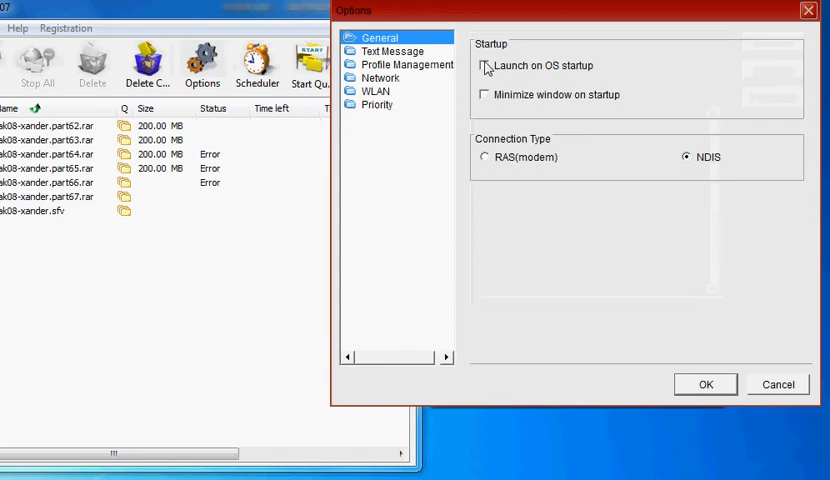 07
Options
Help Registration
Stop All Delete Delete C... Options Scheduler Start Qu...
ame Q Size Status Time left T
ak08-xander.part62.rar 200.00 MB
ak08-xander.part63.rar 200.00 MB
ak08-xander.part64.rar 200.00 MB Error
ak08-xander.part65.rar 200.00 MB Error
ak08-xander.part66.rar Error
ak08-xander.part67.rar
ak08-xander.sfv
General
Text Message
Profile Management
Network
WLAN
Priority
Startup
Launch on OS startup
Minimize window on startup
Connection Type
RAS(modem) NDIS
OK Cancel